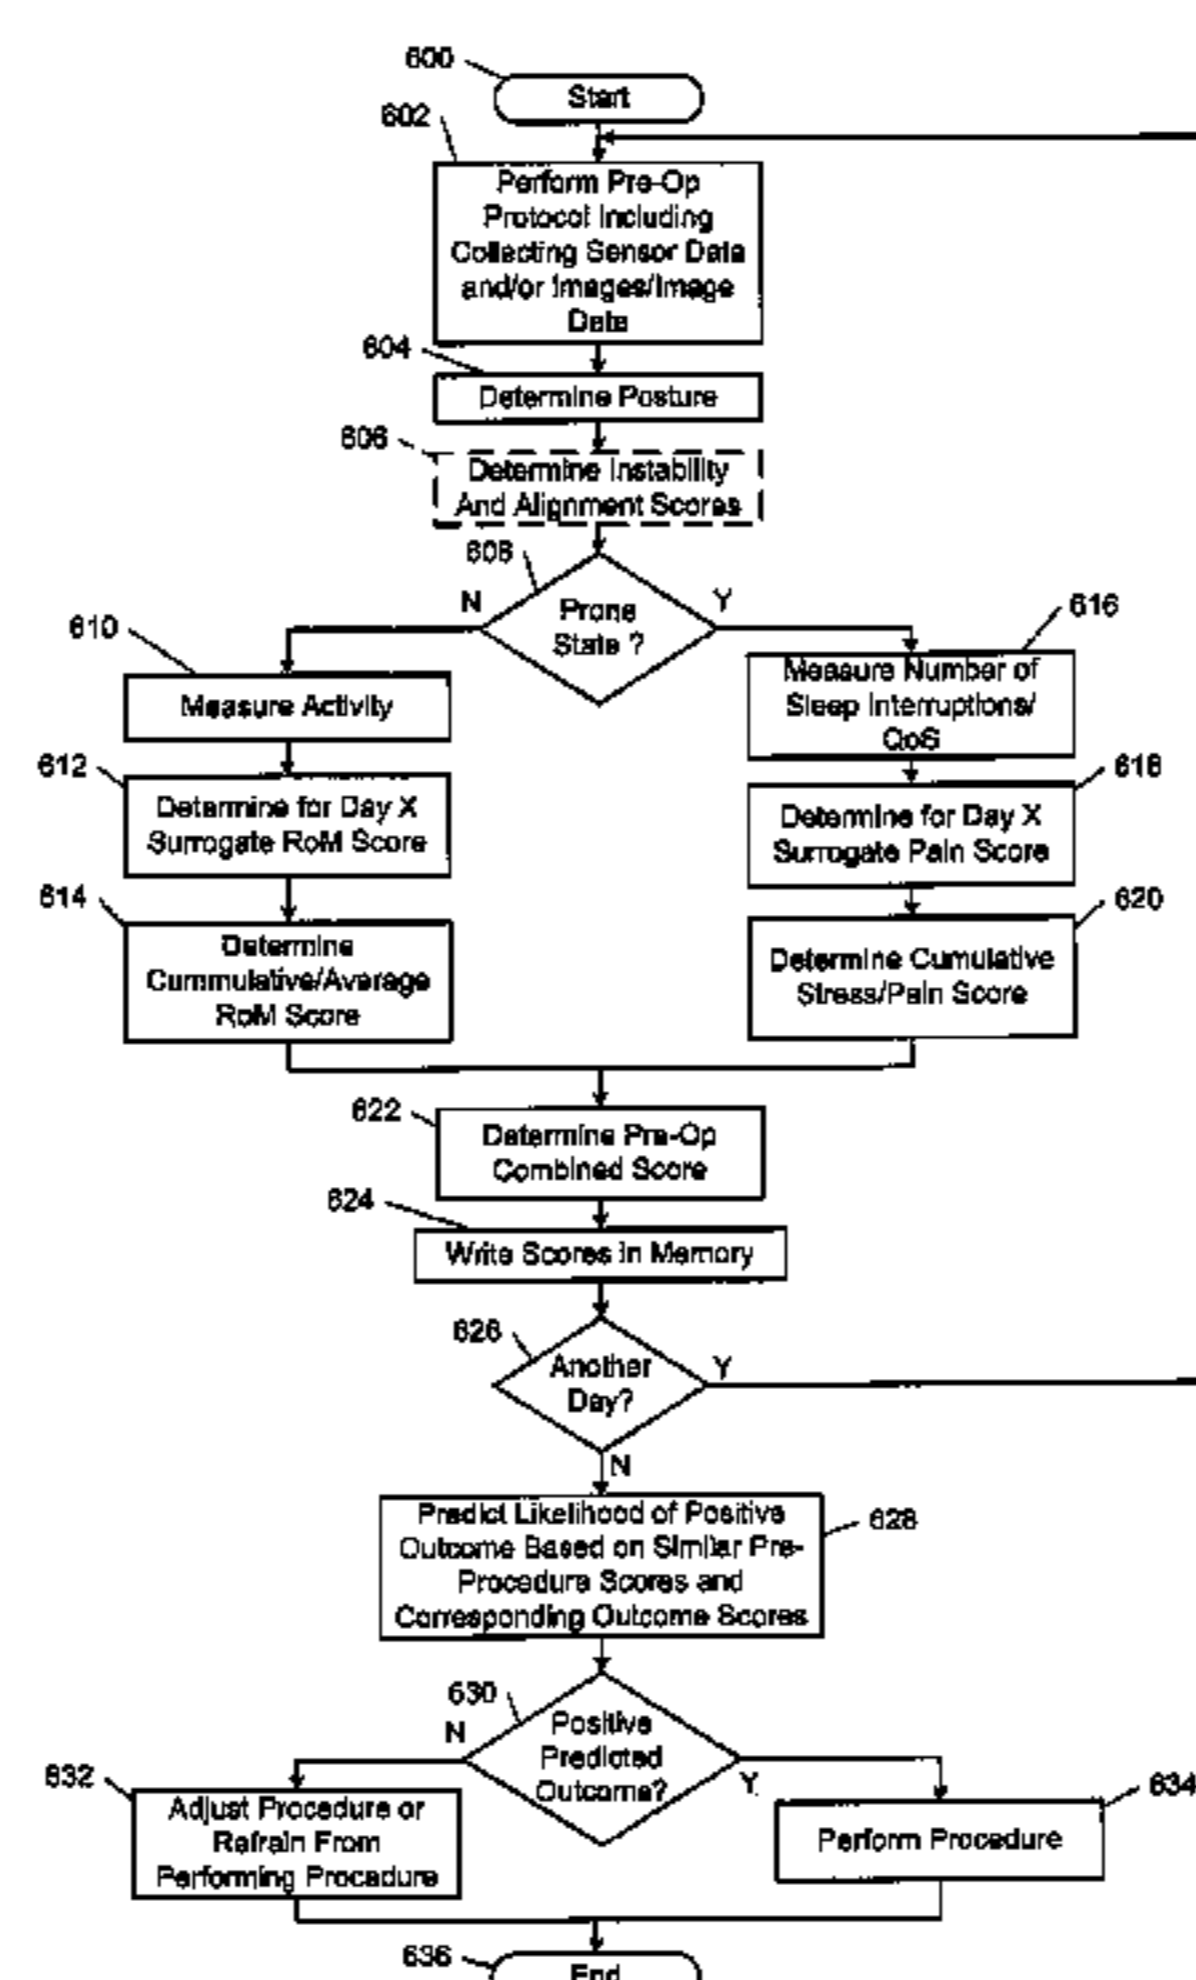 600
Start
602
Perform Pre-Op
Protocol Including
Collecting Sensor Data
and/or Images/Image
Data
604
Determine Posture
606
Determine Instability
And Alignment Scores
608
N
Prone
State ?
Y
610
Measure Activity
616
Measure Number of
Sleep Interruptions/
QoS
612
Determine for Day X
Surrogate RoM Score
618
Determine for Day X
Surrogate Pain Score
614
Determine
Cummulative/Average
RoM Score
620
Determine Cumulative
Stress/Pain Score
622
Determine Pre-Op
Combined Score
624
Write Scores in Memory
626
Another
Day?
Y
N
Predict Likelihood of Positive
Outcome Based on Similar Pre-
Procedure Scores and
Corresponding Outcome Scores
628
630
N
Positive
Predicted
Outcome?
Y
632
Adjust Procedure or
Refrain From
Performing Procedure
634
Perform Procedure
636
End